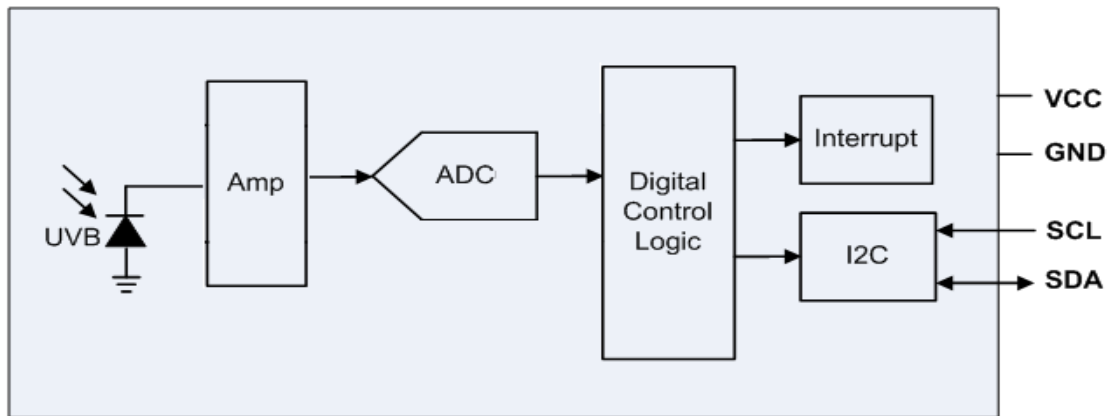 UVB
Amp
ADC
Digital
Control
Logic
Interrupt
I2C
VCC
GND
SCL
SDA